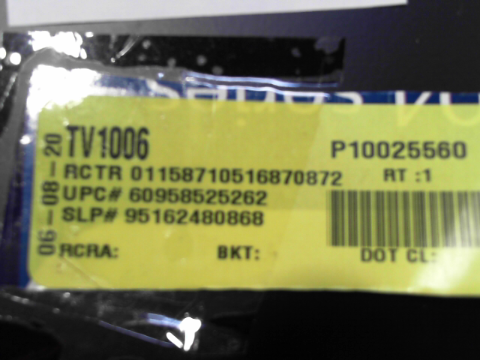 TV1006
P10025560
RCTR 01158710516870872
RT :1
UPC# 60958525262
SLP# 95162480868
RCRA:
BKT:
DOT CL:
06-08-20